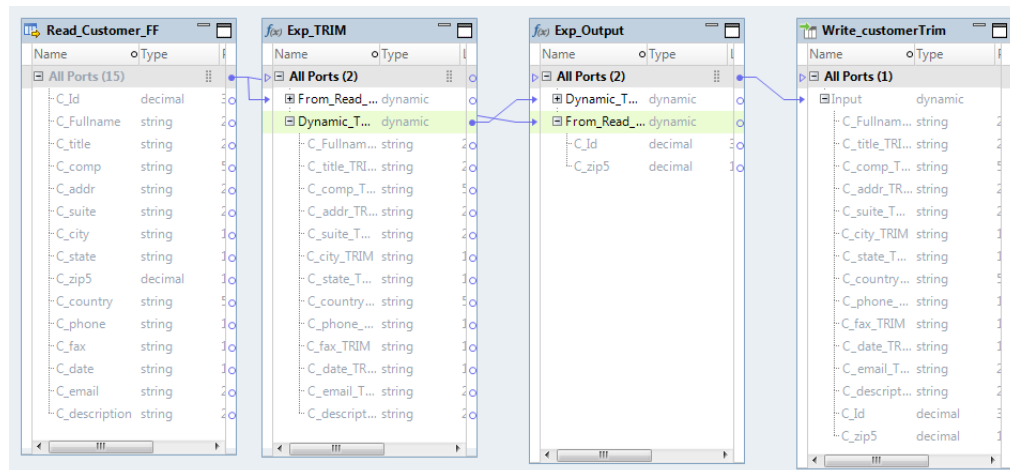 Read_Customer_FF
Name Type
All Ports (15)
C_Id decimal
C_Fullname string
C_title string
C_comp string
C_addr string
C_suite string
C_city string
C_state string
C_zip5 decimal
C_country string
C_phone string
C_fax string
C_date string
C_email string
C_description string
f(x) Exp_TRIM
Name Type
All Ports (2)
From_Read_... dynamic
Dynamic_T... dynamic
C_Fullnam... string
C_title_TRI... string
C_comp_T... string
C_addr_TR... string
C_suite_T... string
C_city_TRIM string
C_state_T... string
C_country... string
C_phone_... string
C_fax_TRIM string
C_date_TR... string
C_email_T... string
C_descript... string
f(x) Exp_Output
Name Type
All Ports (2)
Dynamic_T... dynamic
From_Read_... dynamic
C_Id decimal
C_zip5 decimal
Write_customerTrim
Name Type
All Ports (1)
Input dynamic
C_Fullnam... string
C_title_TRI... string
C_comp_T... string
C_addr_TR... string
C_suite_T... string
C_city_TRIM string
C_state_T... string
C_country... string
C_phone_... string
C_fax_TRIM string
C_date_TR... string
C_email_T... string
C_descript... string
C_Id decimal
C_zip5 decimal